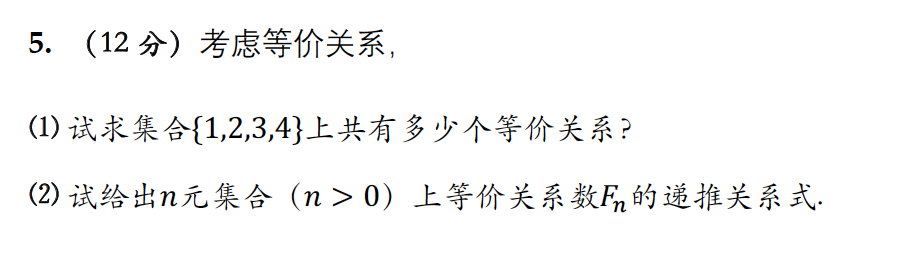 5. （12 分）考虑等价关系，
(1) 试求集合{1,2,3,4}上共有多少个等价关系?
(2) 试给出n元集合（n > 0）上等价关系数Fₙ的递推关系式.